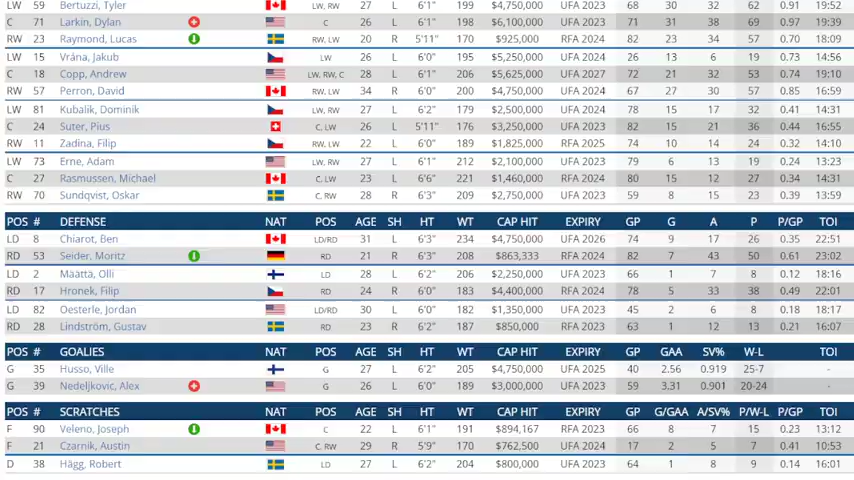 LW 59 Bertuzzi, Tyler LW, RW 27 L 6'1" 199 $4,750,000 UFA 2023 68 30 32 62 0.91 19:52
C 71 Larkin, Dylan C 26 L 6'1" 198 $6,100,000 UFA 2023 71 31 38 69 0.97 19:39
RW 23 Raymond, Lucas RW, LW 20 R 5'11" 170 $925,000 RFA 2024 82 23 34 57 0.70 18:09
LW 15 Vrána, Jakub LW 26 L 6'0" 195 $5,250,000 UFA 2024 26 13 6 19 0.73 14:56
C 18 Copp, Andrew LW, RW, C 28 L 6'1" 206 $5,625,000 UFA 2027 72 21 32 53 0.74 19:10
RW 57 Perron, David RW, LW 34 R 6'0" 200 $4,750,000 UFA 2024 67 27 30 57 0.85 16:59
LW 81 Kubalik, Dominik LW, RW 27 L 6'2" 179 $2,500,000 UFA 2024 78 15 17 32 0.41 14:31
C 24 Suter, Pius C, LW 26 L 5'11" 176 $3,250,000 UFA 2023 82 15 21 36 0.44 16:55
RW 11 Zadina, Filip RW, LW 22 L 6'0" 189 $1,825,000 RFA 2025 74 10 14 24 0.32 14:10
LW 73 Erne, Adam LW, RW 27 L 6'1" 212 $2,100,000 UFA 2023 79 6 13 19 0.24 13:23
C 27 Rasmussen, Michael C, LW 23 L 6'6" 221 $1,460,000 RFA 2024 80 15 12 27 0.34 14:31
RW 70 Sundqvist, Oskar C, RW 28 R 6'3" 209 $2,750,000 UFA 2023 59 8 15 23 0.39 13:59
POS # DEFENSE NAT POS AGE SH HT WT CAP HIT EXPIRY GP G A P P/GP TOI
LD 8 Chiarot, Ben LD/RD 31 L 6'3" 234 $4,750,000 UFA 2026 74 9 17 26 0.35 22:51
RD 53 Seider, Moritz RD 21 R 6'3" 208 $863,333 RFA 2024 82 7 43 50 0.61 23:02
LD 2 Määttä, Olli LD 28 L 6'2" 206 $2,250,000 UFA 2023 66 1 7 8 0.12 18:16
RD 17 Hronek, Filip RD 24 R 6'0" 183 $4,400,000 RFA 2024 78 5 33 38 0.49 22:01
LD 82 Oesterle, Jordan LD/RD 30 L 6'0" 182 $1,350,000 UFA 2023 45 2 6 8 0.18 18:17
RD 28 Lindström, Gustav RD 23 R 6'2" 187 $850,000 RFA 2023 63 1 12 13 0.21 16:07
POS # GOALIES NAT POS AGE SH HT WT CAP HIT EXPIRY GP GAA SV% W-L TOI
G 35 Husso, Ville G 27 L 6'2" 205 $4,750,000 UFA 2025 40 2.56 0.919 25-7 -
G 39 Nedeljkovic, Alex G 26 L 6'0" 189 $3,000,000 UFA 2023 59 3.31 0.901 20-24 -
POS # SCRATCHES NAT POS AGE SH HT WT CAP HIT EXPIRY GP G/GAA A/SV% P/W-L P/GP TOI
F 90 Veleno, Joseph C 22 L 6'1" 191 $894,167 RFA 2023 66 8 7 15 0.23 13:12
F 21 Czarnik, Austin C, RW 29 R 5'9" 170 $762,500 UFA 2024 17 2 5 7 0.41 10:53
D 38 Hägg, Robert LD 27 L 6'2" 204 $800,000 UFA 2023 64 1 8 9 0.14 16:01